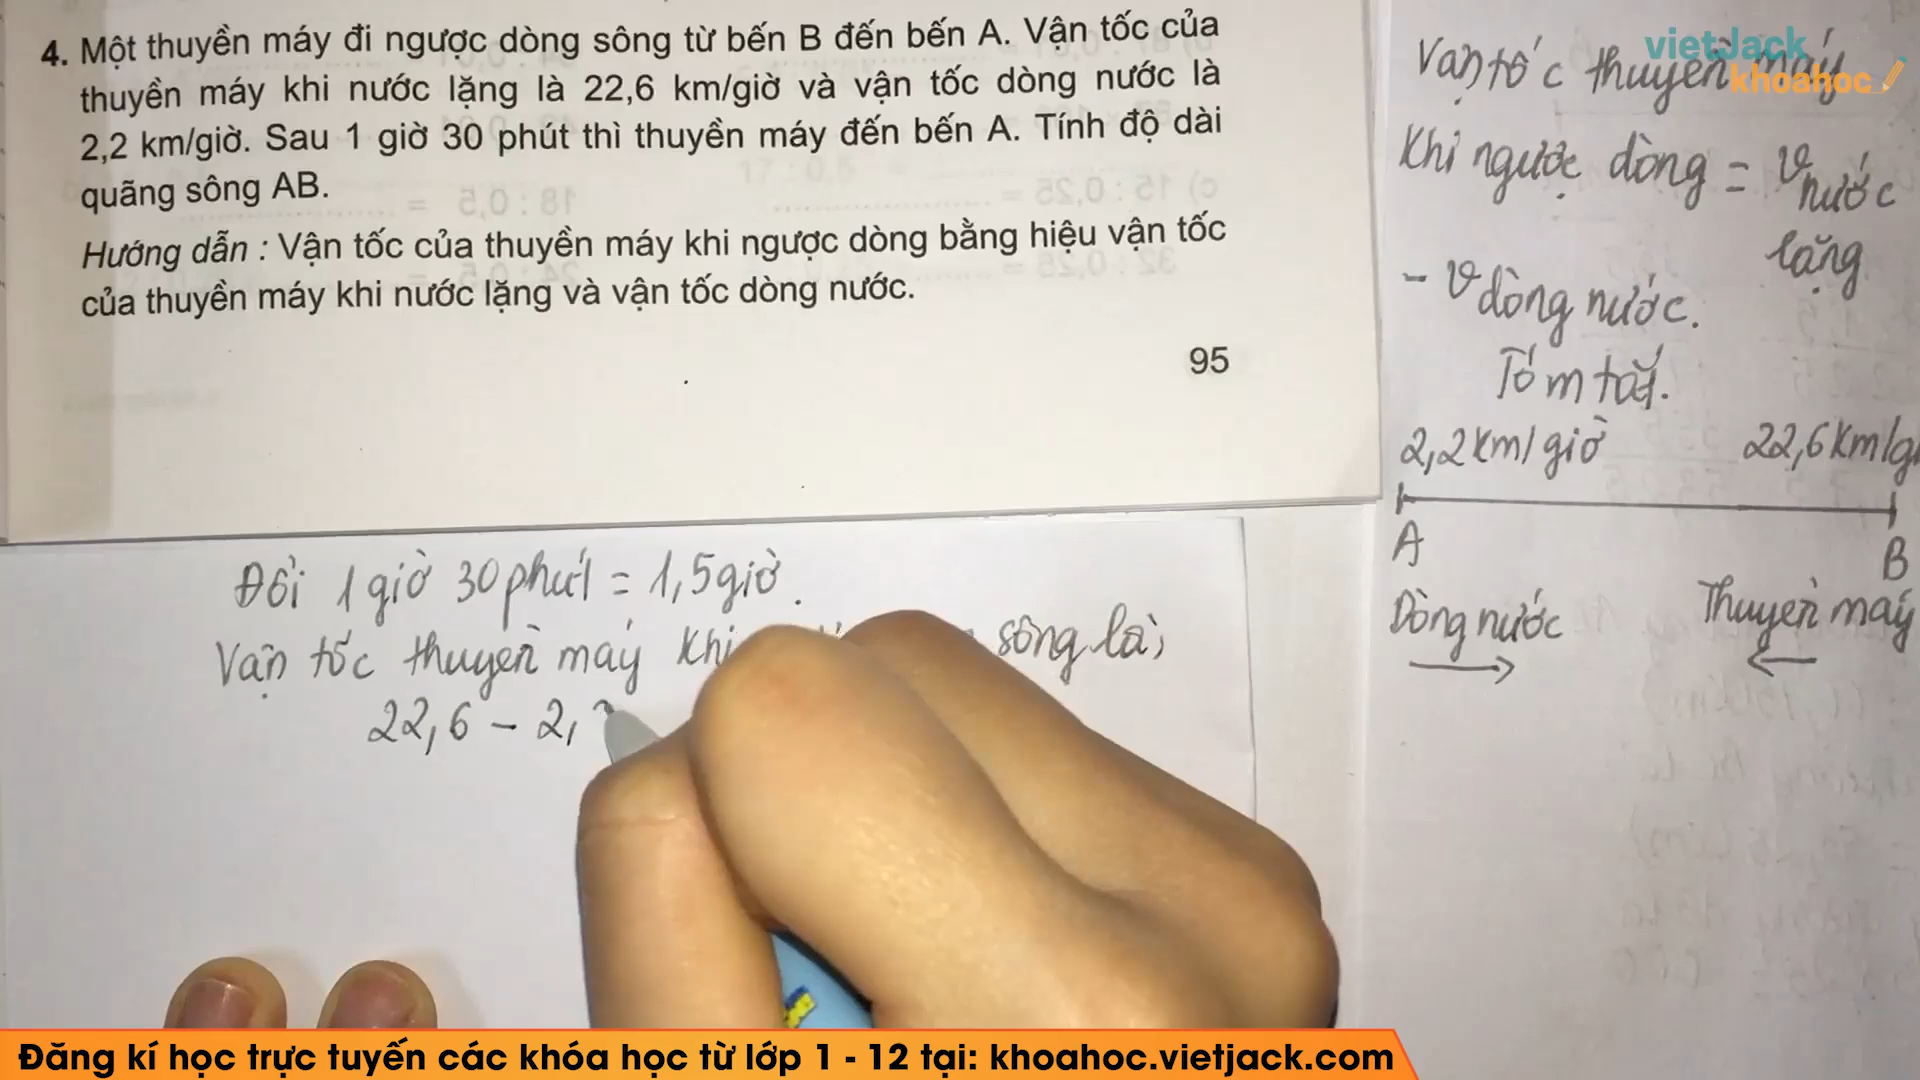 4. Một thuyền máy đi ngược dòng sông từ bến B đến bến A. Vận tốc của
thuyền máy khi nước lặng là 22,6 km/giờ và vận tốc dòng nước là
2,2 km/giờ. Sau 1 giờ 30 phút thì thuyền máy đến bến A. Tính độ dài
quãng sông AB.
Hướng dẫn : Vận tốc của thuyền máy khi ngược dòng bằng hiệu vận tốc
của thuyền máy khi nước lặng và vận tốc dòng nước.
95
Đổi 1 giờ 30 phút = 1,5 giờ.
Vận tốc thuyền máy khi sông là;
22,6 - 2,
vietJack
khoahoc
Vận tốc thuyền máy
Khi ngược dòng = v nước
lặng
- v dòng nước.
Tóm tắt.
2,2 km/giờ 22,6 km/gi
A B
Dòng nước Thuyền máy
Đăng kí học trực tuyến các khóa học từ lớp 1 - 12 tại: khoahoc.vietjack.com